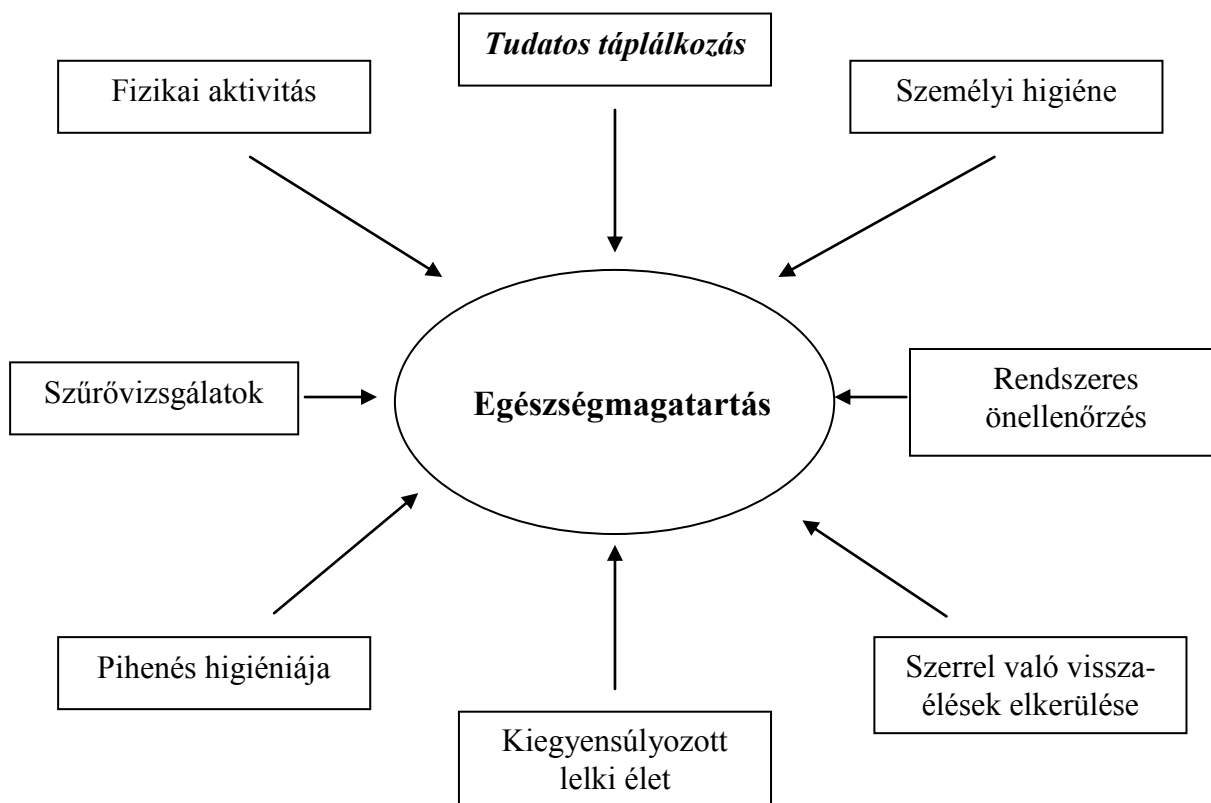 Tudatos táplálkozás
Fizikai aktivitás
Személyi higiéne
Szűrővizsgálatok
Egészségmagatartás
Rendszeres
önellenőrzés
Pihenés higiéniája
Szerrel való vissza-
élések elkerülése
Kiegyensúlyozott
lelki élet